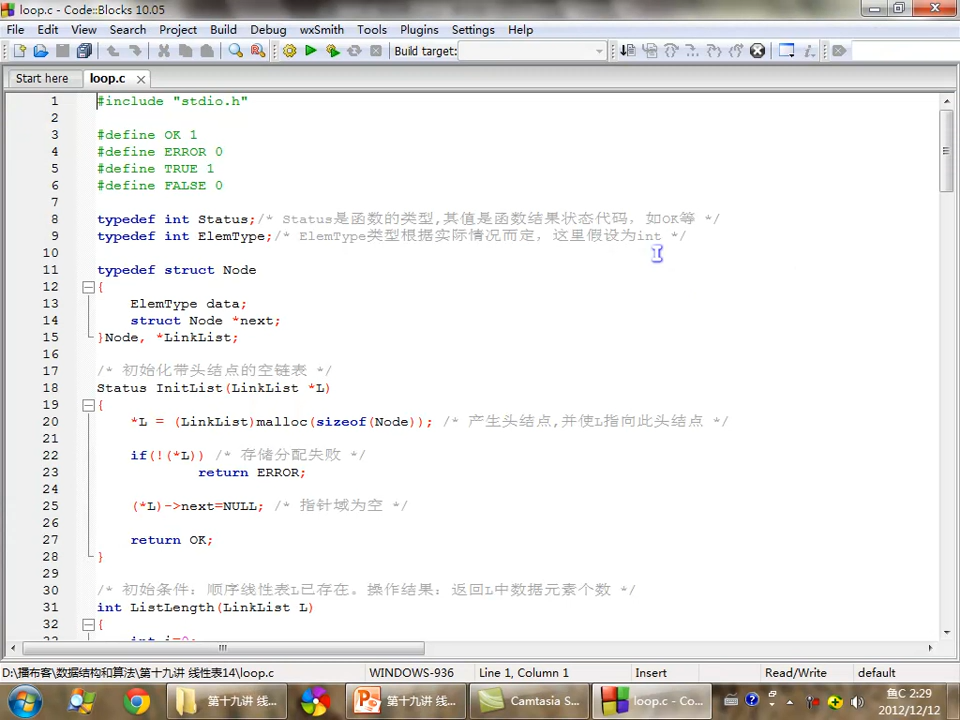 loop.c - Code::Blocks 10.05
File Edit View Search Project Build Debug wxSmith Tools Plugins Settings Help
Build target:
Start here loop.c
1 #include "stdio.h"
2
3 #define OK 1
4 #define ERROR 0
5 #define TRUE 1
6 #define FALSE 0
7
8 typedef int Status;/* Status是函数的类型,其值是函数结果状态代码，如OK等 */
9 typedef int ElemType;/* ElemType类型根据实际情况而定，这里假设为int */
10
11 typedef struct Node
12 {
13 ElemType data;
14 struct Node *next;
15 }Node, *LinkList;
16
17 /* 初始化带头结点的空链表 */
18 Status InitList(LinkList *L)
19 {
20 *L = (LinkList)malloc(sizeof(Node)); /* 产生头结点,并使L指向此头结点 */
21
22 if(!(*L)) /* 存储分配失败 */
23 return ERROR;
24
25 (*L)->next=NULL; /* 指针域为空 */
26
27 return OK;
28 }
29
30 /* 初始条件：顺序线性表L已存在。操作结果：返回L中数据元素个数 */
31 int ListLength(LinkList L)
32 {
33 int i=0;
D:\播布客\数据结构和算法\第十九讲 线性表14\loop.c WINDOWS-936 Line 1, Column 1 Insert Read/Write default
第十九讲 线... 第十九讲 线... Camtasia S... loop.c - Co... 鱼C 2:29
2012/12/12